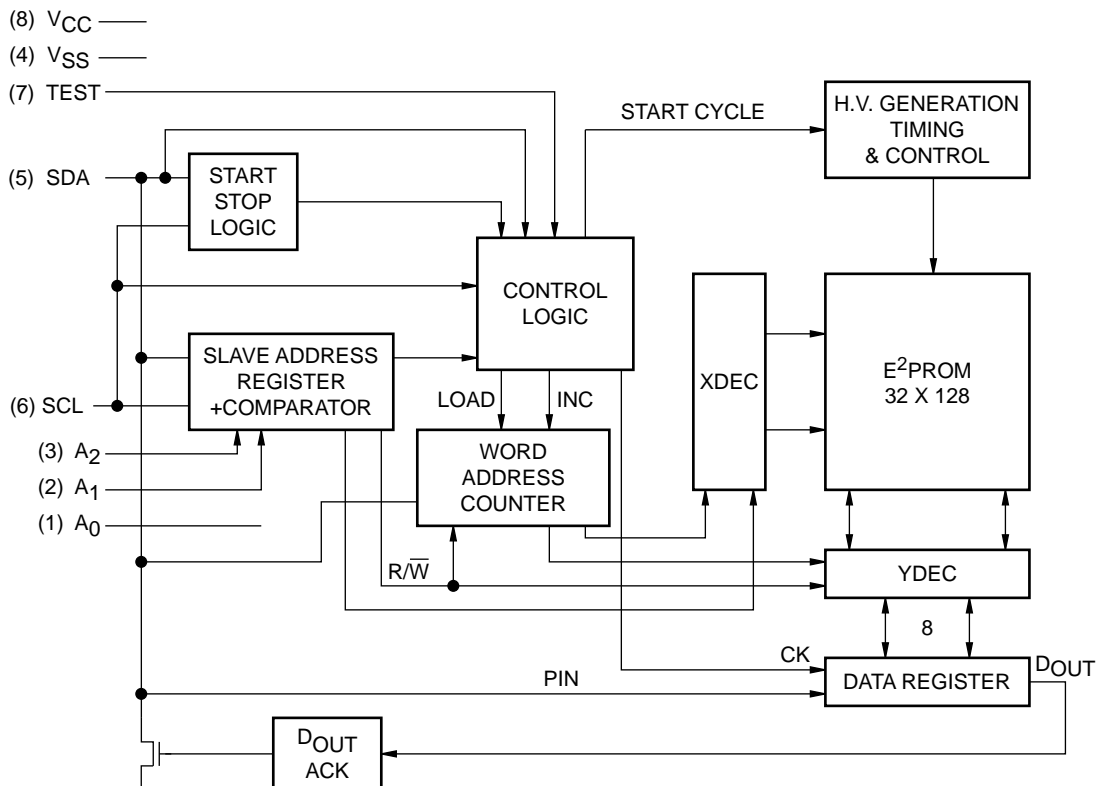 (8) VCC
(4) VSS
(7) TEST
START CYCLE
H.V. GENERATION
TIMING
& CONTROL
(5) SDA
START
STOP
LOGIC
CONTROL
LOGIC
XDEC
E²PROM
32 X 128
SLAVE ADDRESS
REGISTER
+COMPARATOR
(6) SCL
LOAD
INC
(3) A2
(2) A1
(1) A0
WORD
ADDRESS
COUNTER
R/W̅
YDEC
8
CK
PIN
DATA REGISTER
DOUT
DOUT
ACK